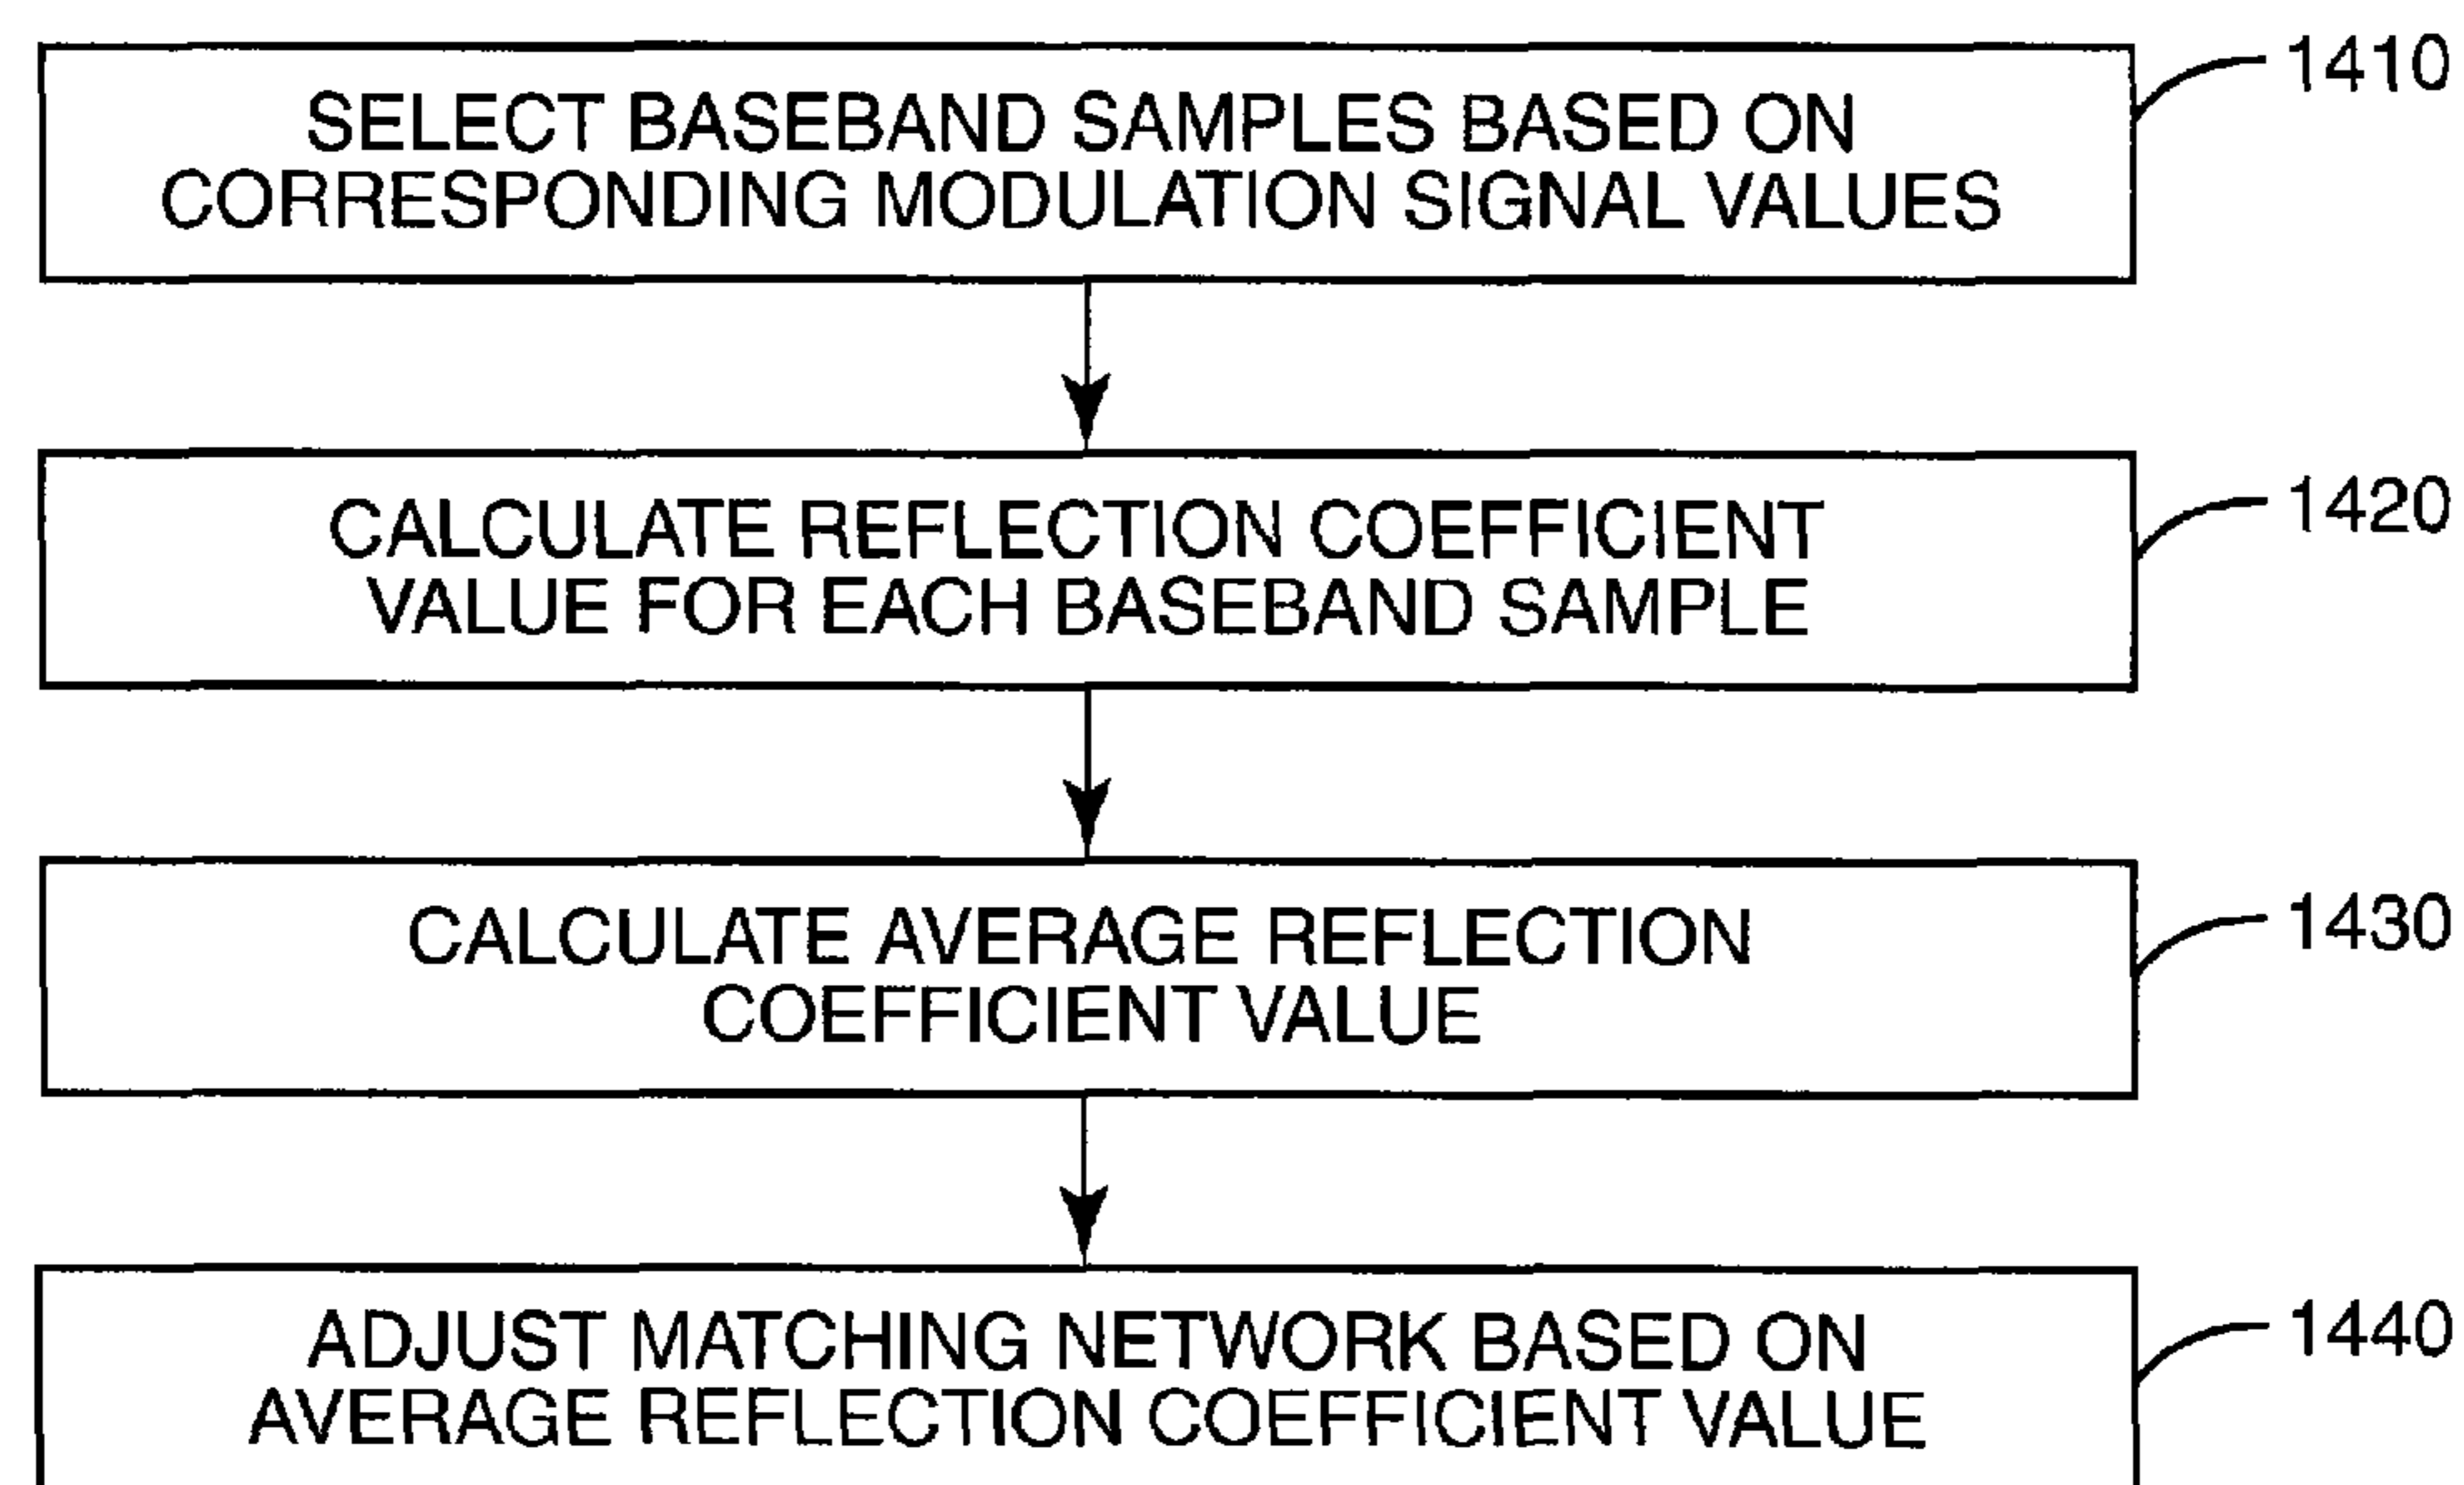 1410
SELECT BASEBAND SAMPLES BASED ON
CORRESPONDING MODULATION SIGNAL VALUES
1420
CALCULATE REFLECTION COEFFICIENT
VALUE FOR EACH BASEBAND SAMPLE
1430
CALCULATE AVERAGE REFLECTION
COEFFICIENT VALUE
1440
ADJUST MATCHING NETWORK BASED ON
AVERAGE REFLECTION COEFFICIENT VALUE